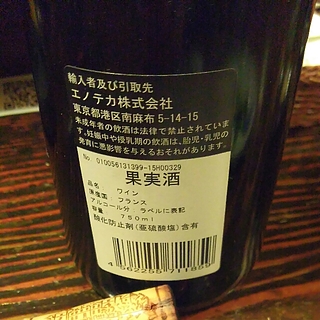 輸入者及び引取先
エノテカ株式会社
東京都港区南麻布 5-14-15
未成年者の飲酒は法律で禁止されていま
す。妊娠中や授乳期の飲酒は、胎児・乳児の
発育に悪影響を与えるおそれがあります。
No. 010056131399-15H00329
果実酒
品名 ワイン
原産国 フランス
アルコール分 ラベルに表記
容量 750ml
酸化防止剤(亜硫酸塩)含有
4 562255 711859